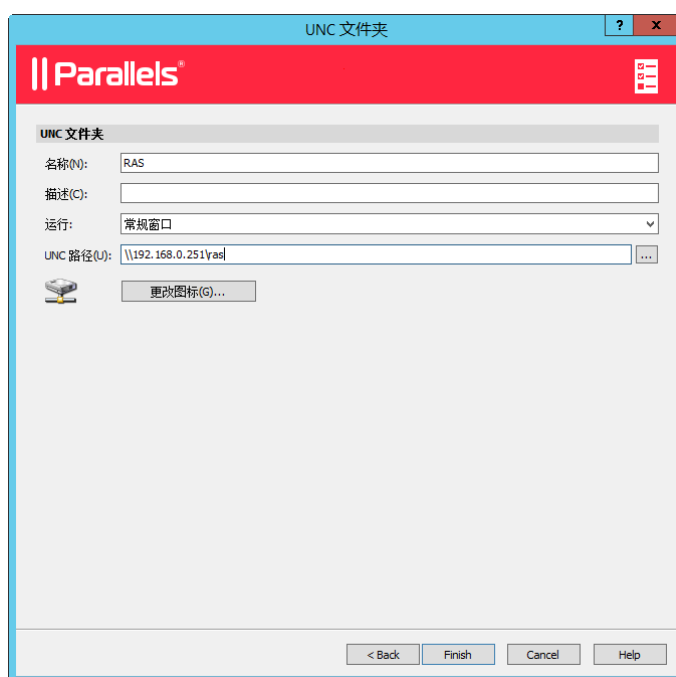 UNC 文件夹
? x
|| Parallels®
UNC 文件夹
名称(N): RAS
描述(C):
运行: 常规窗口
UNC 路径(U): \\192.168.0.251\ras ...
更改图标(G)...
< Back Finish Cancel Help